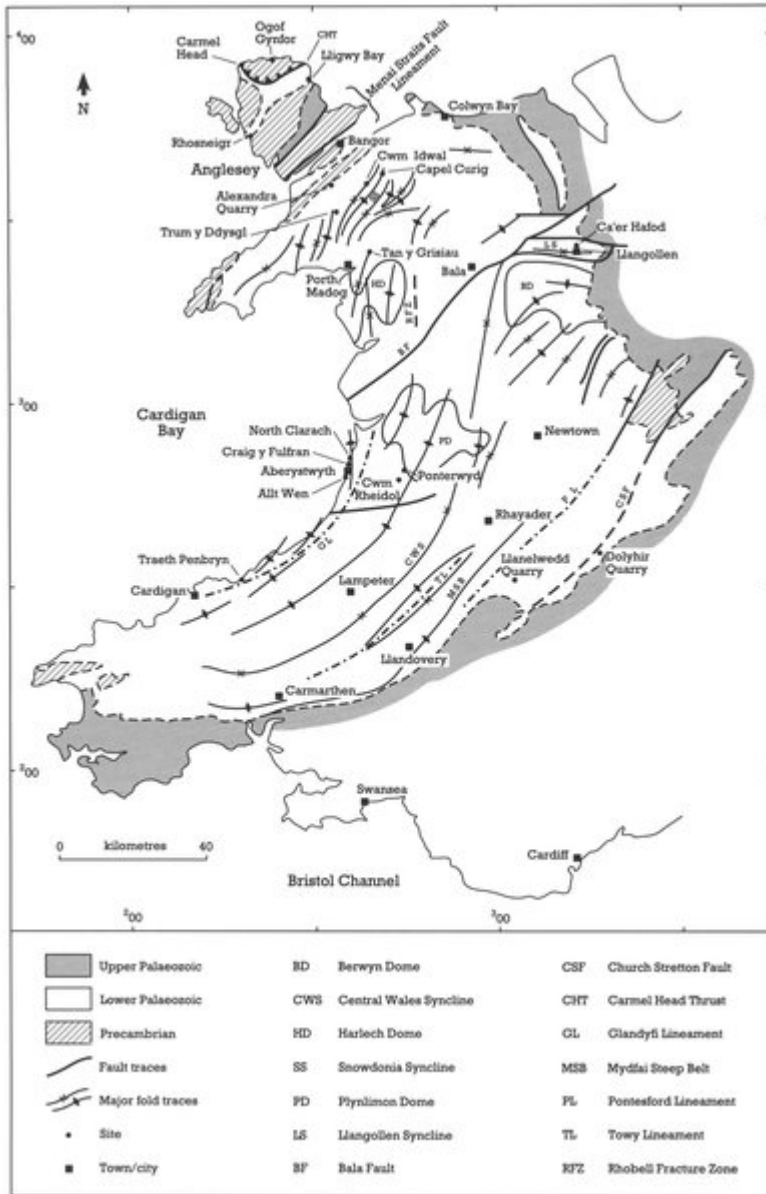 ⁴00
Ogof
Gynfor
Carmel
Head
CHT
Lligwy Bay
Menai Straits Fault
Lineament
N
Colwyn Bay
Rhosneigr
Bangor
Anglesey
Cwm Idwal
Capel Curig
SS
Alexandra
Quarry
Trum y Ddysgl
Ca'er Hafod
LS
Llangollen
Tan y Grisiau
Bala
Porth
Madog
HD
RFZ
BD
BF
³00
Cardigan
Bay
North Clarach
Craig y Fulfran
Aberystwyth
Allt Wen
PD
Newtown
Cwm
Rheidol
Ponterwyd
PL
CSF
Rhayader
GL
Traeth Penbryn
CWS
TL
MSB
Llanelwedd
Quarry
Dolyhir
Quarry
Cardigan
Lampeter
Llandovery
Carmarthen
²00
Swansea
0 kilometres 40
Cardiff
Bristol Channel
²00 ³00
Upper Palaeozoic BD Berwyn Dome CSF Church Stretton Fault
Lower Palaeozoic CWS Central Wales Syncline CHT Carmel Head Thrust
Precambrian HD Harlech Dome GL Glandyfi Lineament
Fault traces SS Snowdonia Syncline MSB Mydfai Steep Belt
Major fold traces PD Plynlimon Dome PL Pontesford Lineament
Site LS Llangollen Syncline TL Towy Lineament
Town/city BF Bala Fault RFZ Rhobell Fracture Zone